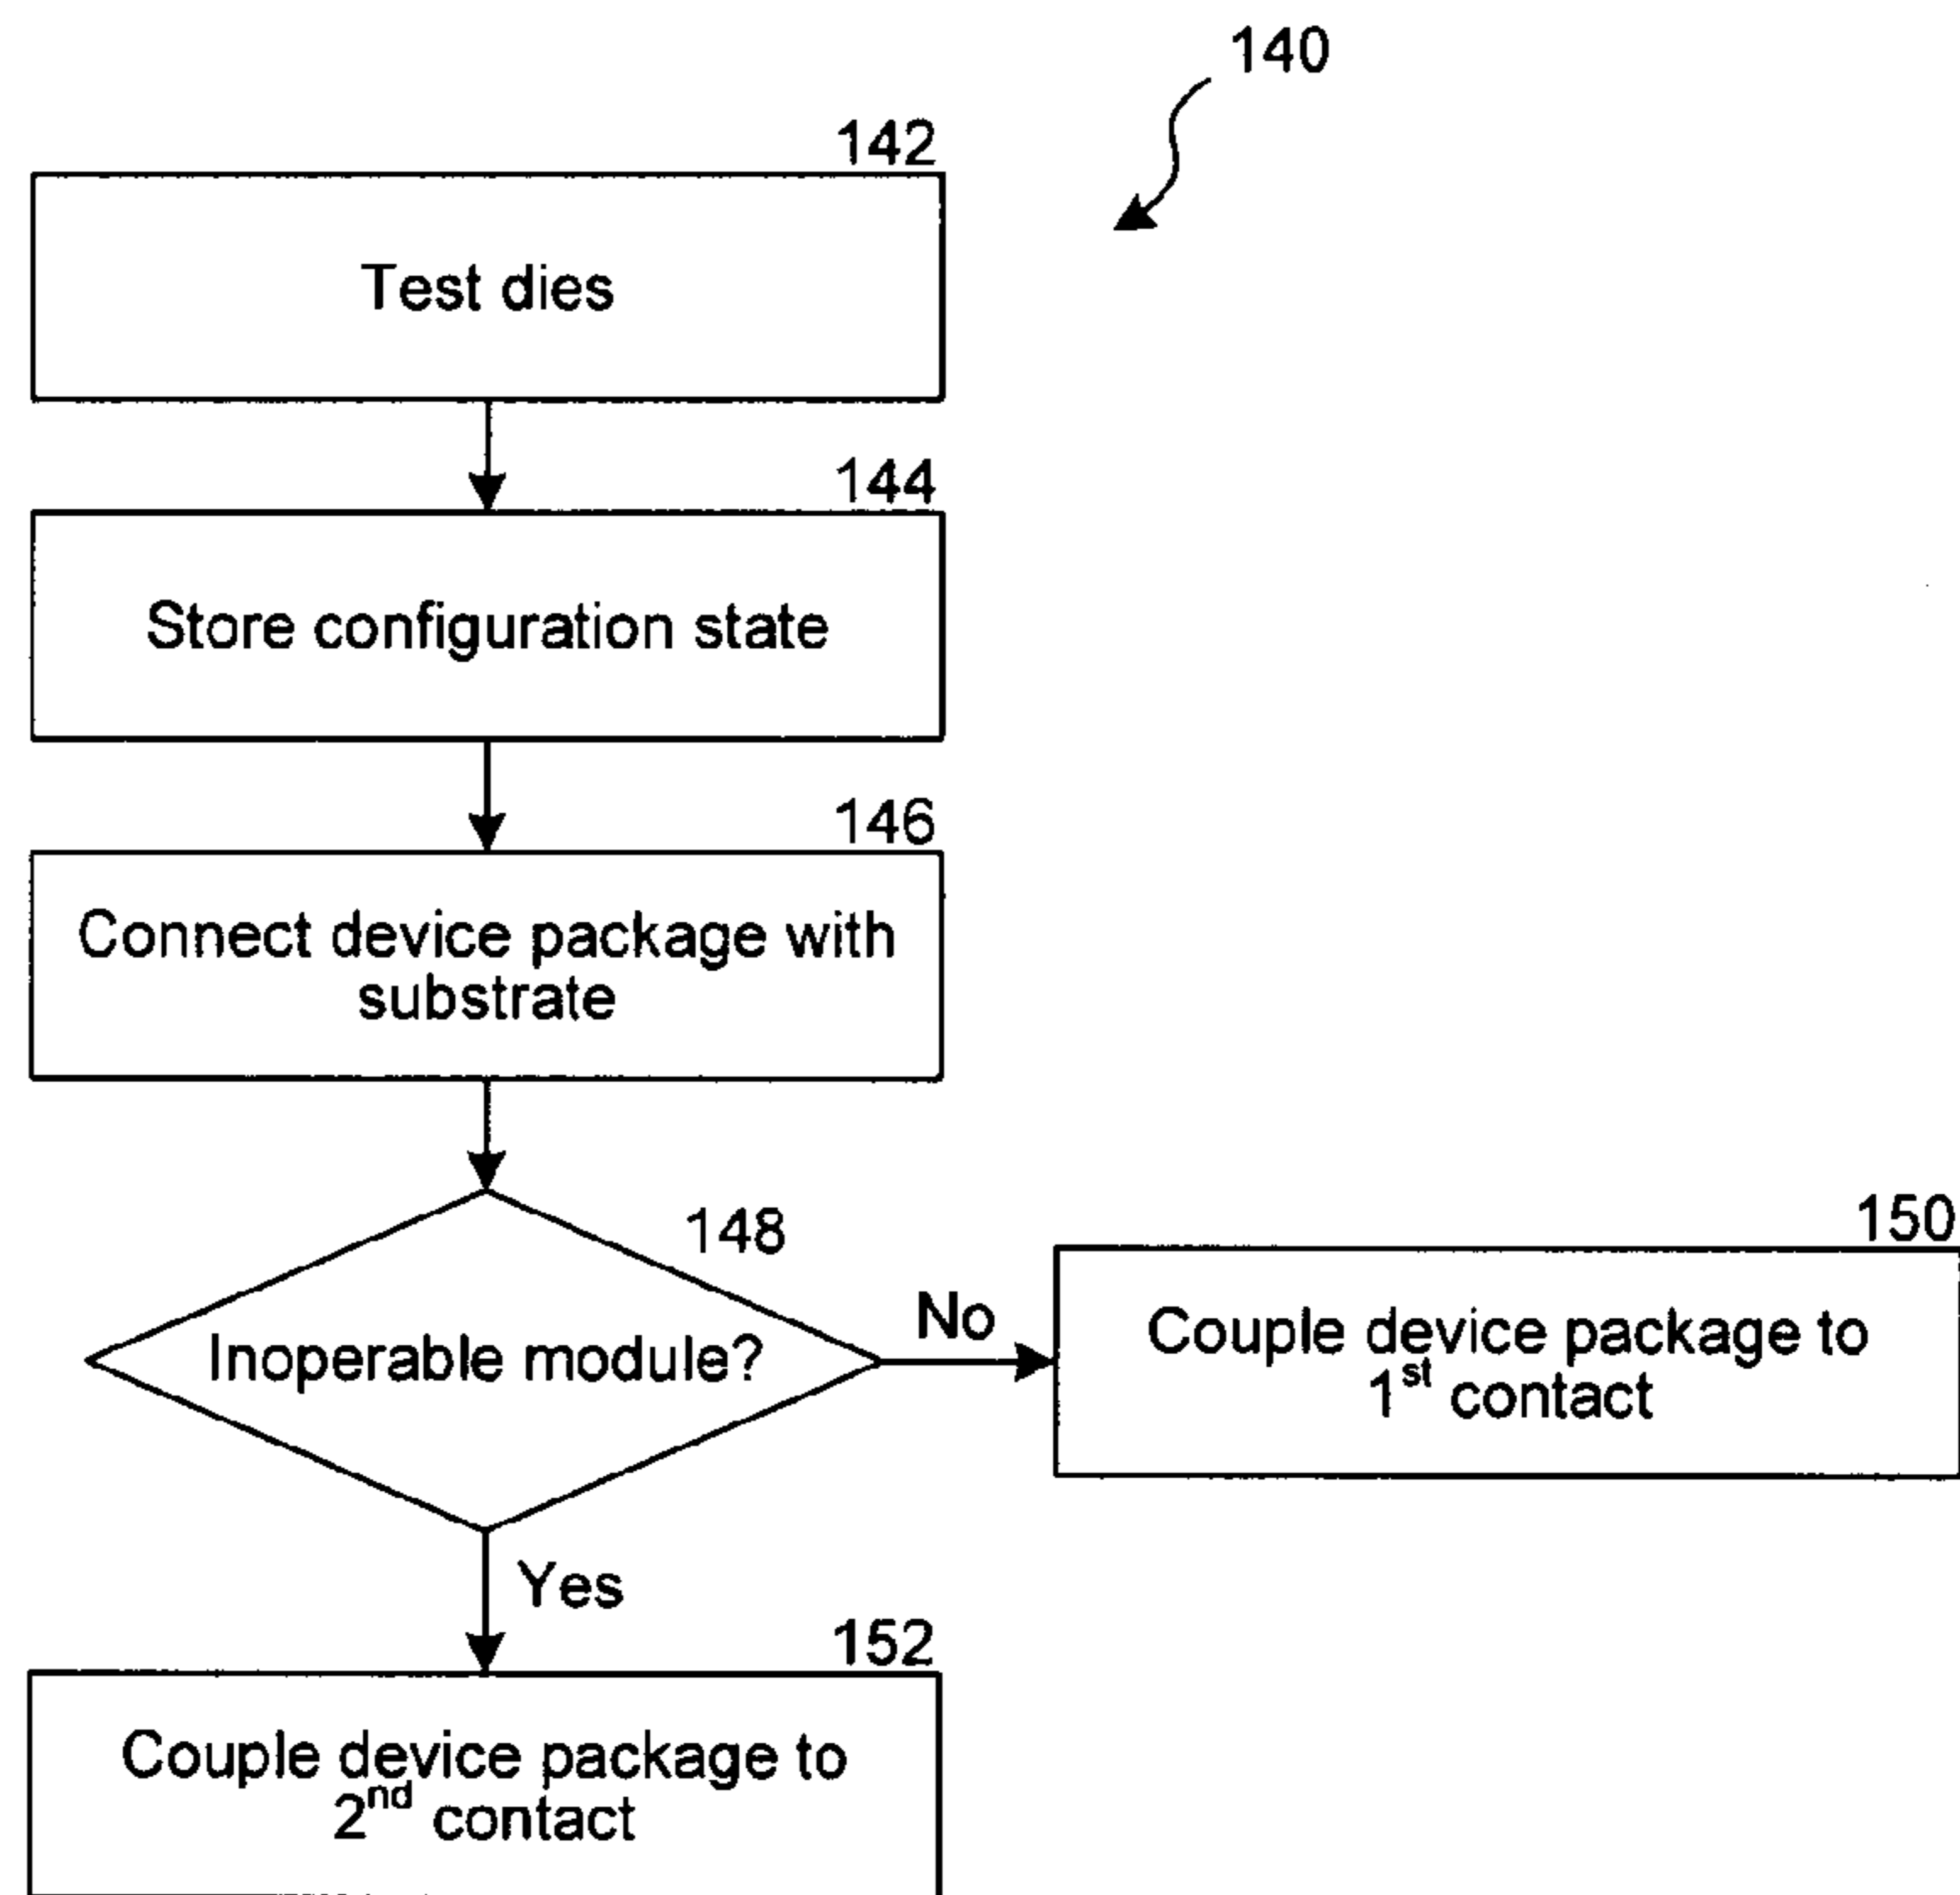 140
142
Test dies
144
Store configuration state
146
Connect device package with
substrate
148
Inoperable module?
No
150
Couple device package to
1st contact
Yes
152
Couple device package to
2nd contact